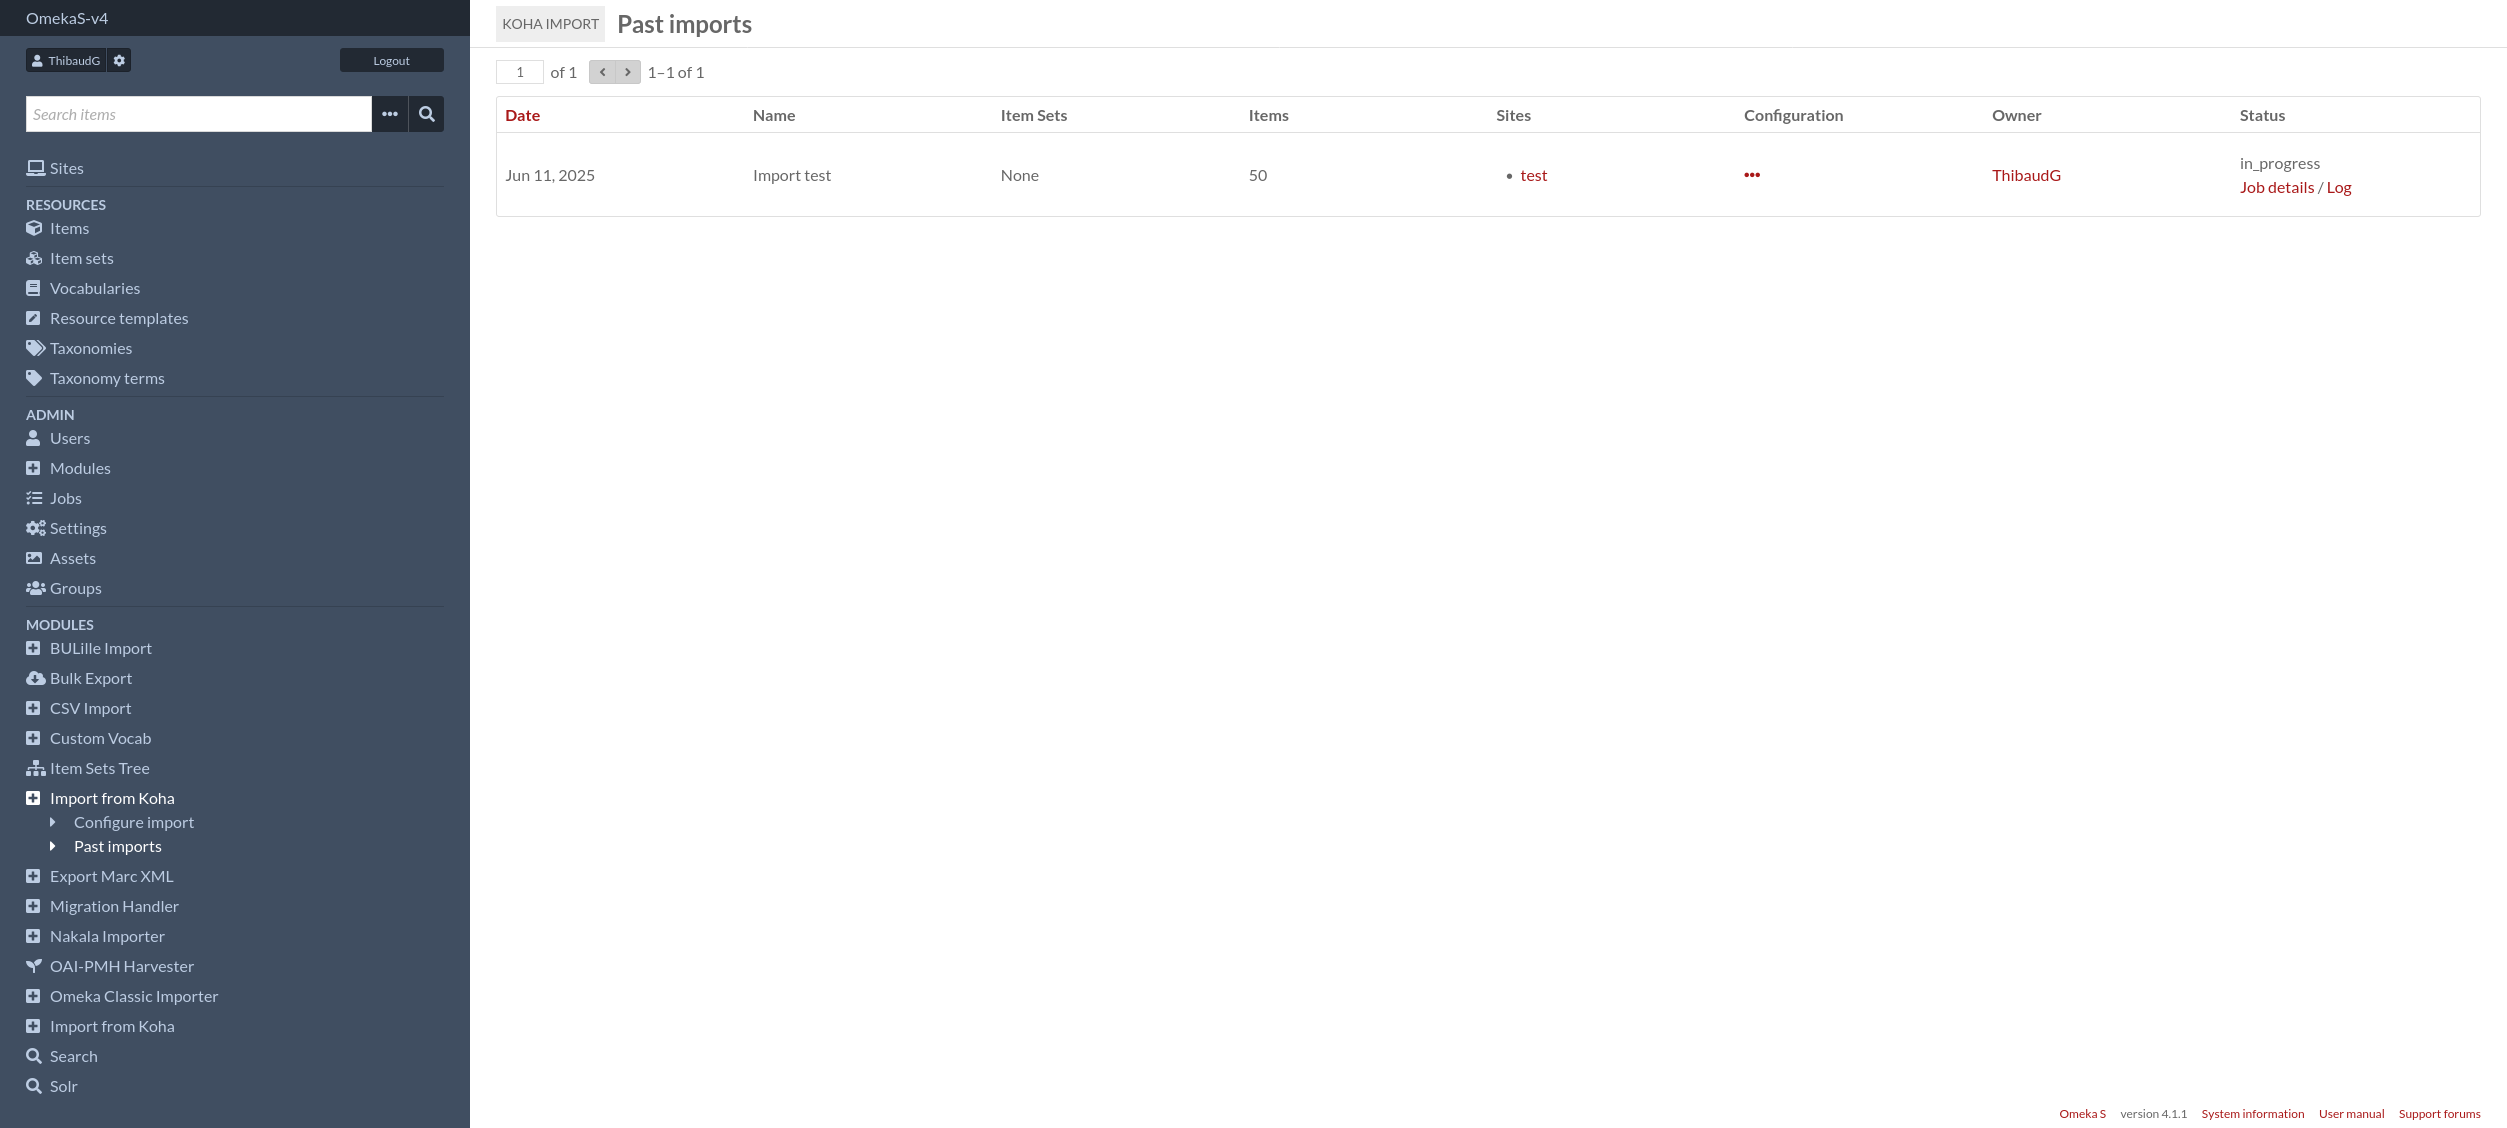 OmekaS-v4
ThibaudG
Logout
Search items
Sites
RESOURCES
Items
Item sets
Vocabularies
Resource templates
Taxonomies
Taxonomy terms
ADMIN
Users
Modules
Jobs
Settings
Assets
Groups
MODULES
BULille Import
Bulk Export
CSV Import
Custom Vocab
Item Sets Tree
Import from Koha
Configure import
Past imports
Export Marc XML
Migration Handler
Nakala Importer
OAI-PMH Harvester
Omeka Classic Importer
Import from Koha
Search
Solr
KOHA IMPORT Past imports
1 of 1 1–1 of 1
Date Name Item Sets Items Sites Configuration Owner Status
Jun 11, 2025 Import test None 50 • test ••• ThibaudG in_progress
Job details / Log
Omeka S version 4.1.1 System information User manual Support forums